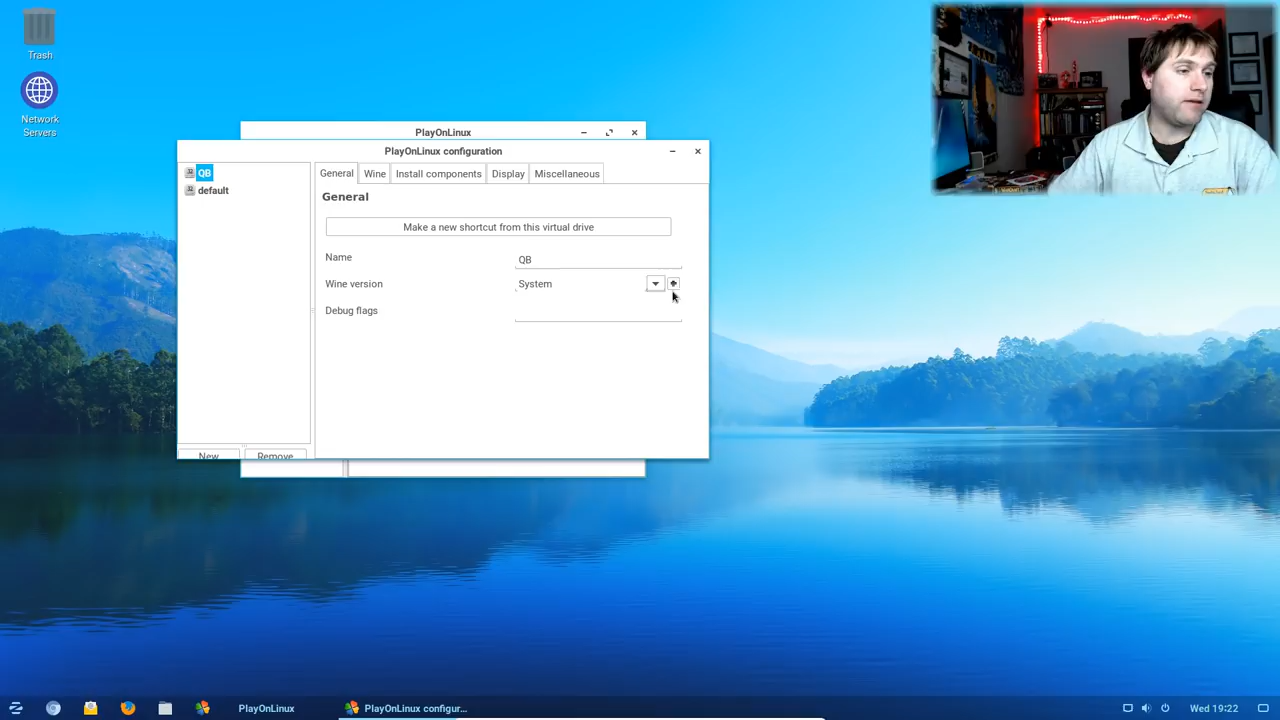 Trash
Network
Servers
PlayOnLinux
PlayOnLinux configuration
QB
default
General
Wine
Install components
Display
Miscellaneous
General
Make a new shortcut from this virtual drive
Name
QB
Wine version
System
Debug flags
New
Remove
PlayOnLinux
PlayOnLinux configur...
Wed 19:22